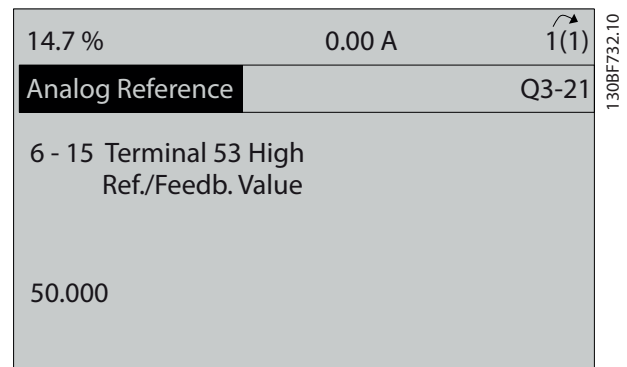 14.7 % 0.00 A 1(1)
Analog Reference Q3-21
6 - 15 Terminal 53 High
Ref./Feedb. Value
50.000
130BF732.10